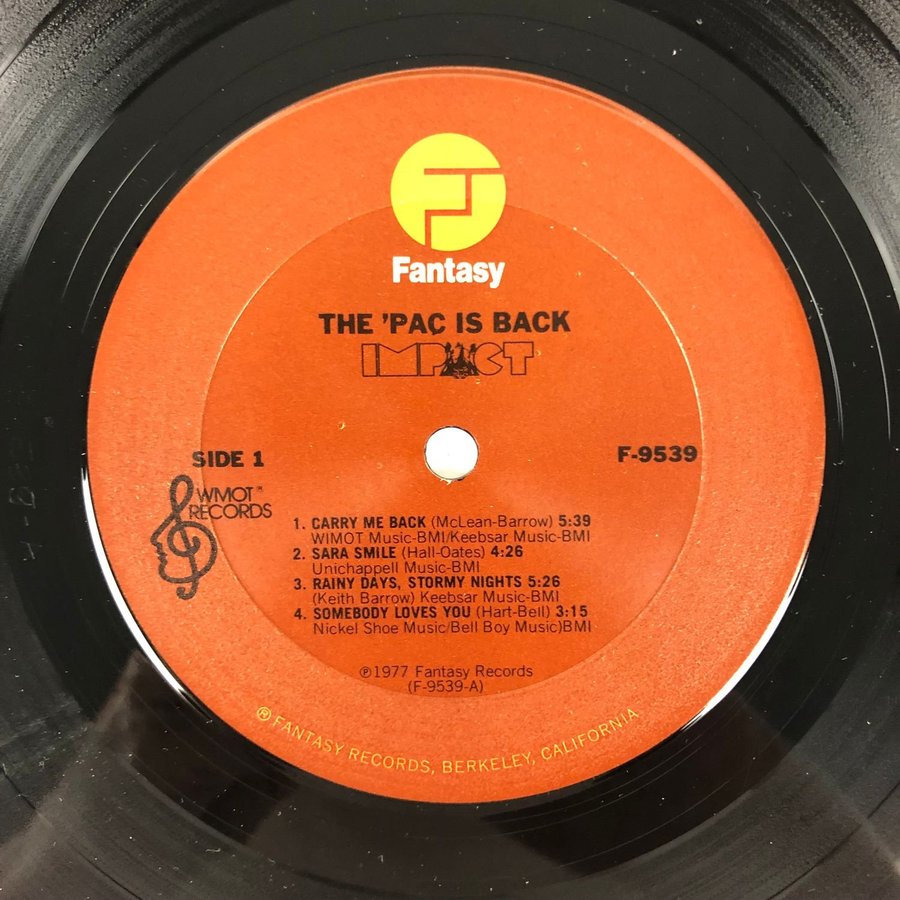 Fantasy
THE 'PAC IS BACK
IMPACT
SIDE 1
F-9539
WMOT®
RECORDS
1. CARRY ME BACK (McLean-Barrow) 5:39
WIMOT Music-BMI/Keebsar Music-BMI
2. SARA SMILE (Hall-Oates) 4:26
Unichappell Music-BMI
3. RAINY DAYS, STORMY NIGHTS 5:26
(Keith Barrow) Keebsar Music-BMI
4. SOMEBODY LOVES YOU (Hart-Bell) 3:15
Nickel Shoe Music/Bell Boy Music)BMI
℗1977 Fantasy Records
(F-9539-A)
® FANTASY RECORDS, BERKELEY, CALIFORNIA